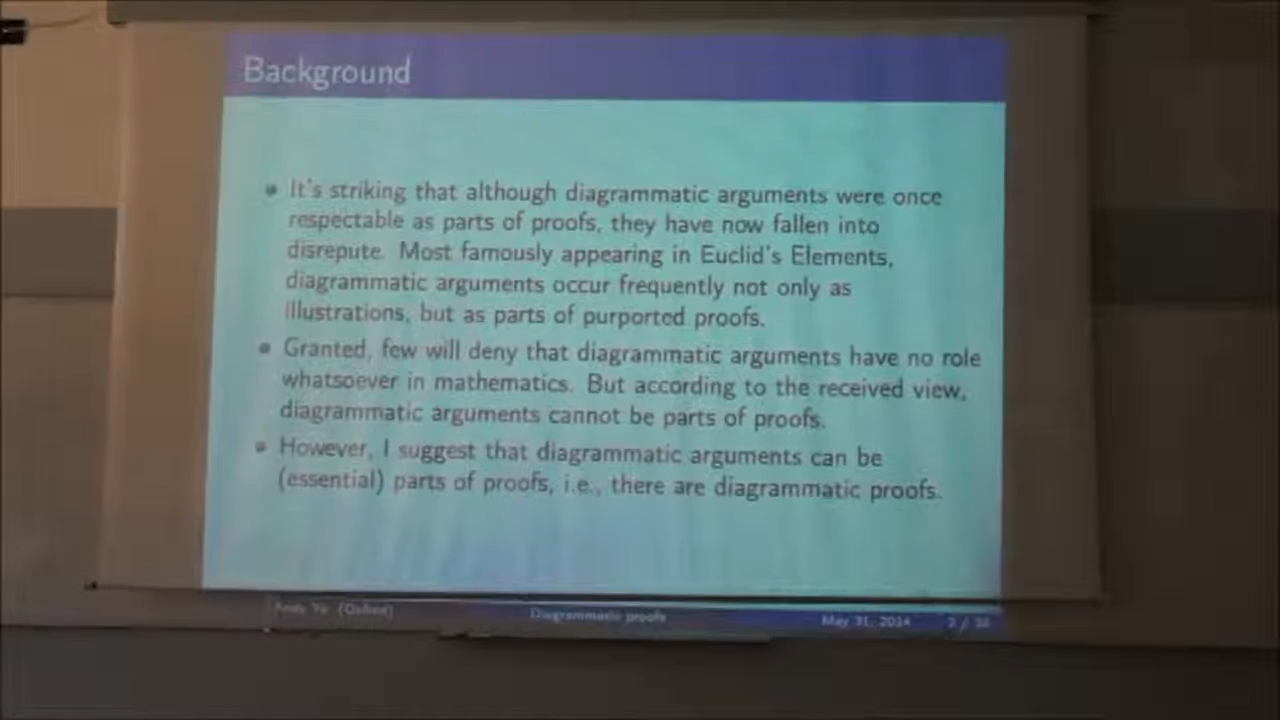 Background
• It's striking that although diagrammatic arguments were once
respectable as parts of proofs, they have now fallen into
disrepute. Most famously appearing in Euclid's Elements,
diagrammatic arguments occur frequently not only as
illustrations, but as parts of purported proofs.
• Granted, few will deny that diagrammatic arguments have no role
whatsoever in mathematics. But according to the received view,
diagrammatic arguments cannot be parts of proofs.
• However, I suggest that diagrammatic arguments can be
(essential) parts of proofs, i.e., there are diagrammatic proofs.
Andy Yu (Oxford)
Diagrammatic proofs
May 31, 2014